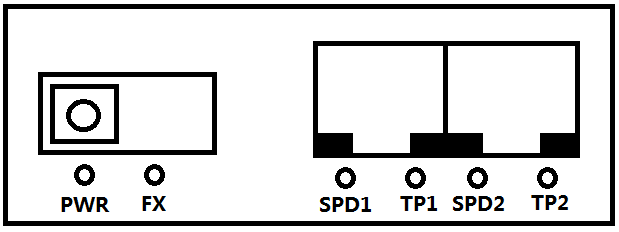 PWR FX SPD1 TP1 SPD2 TP2